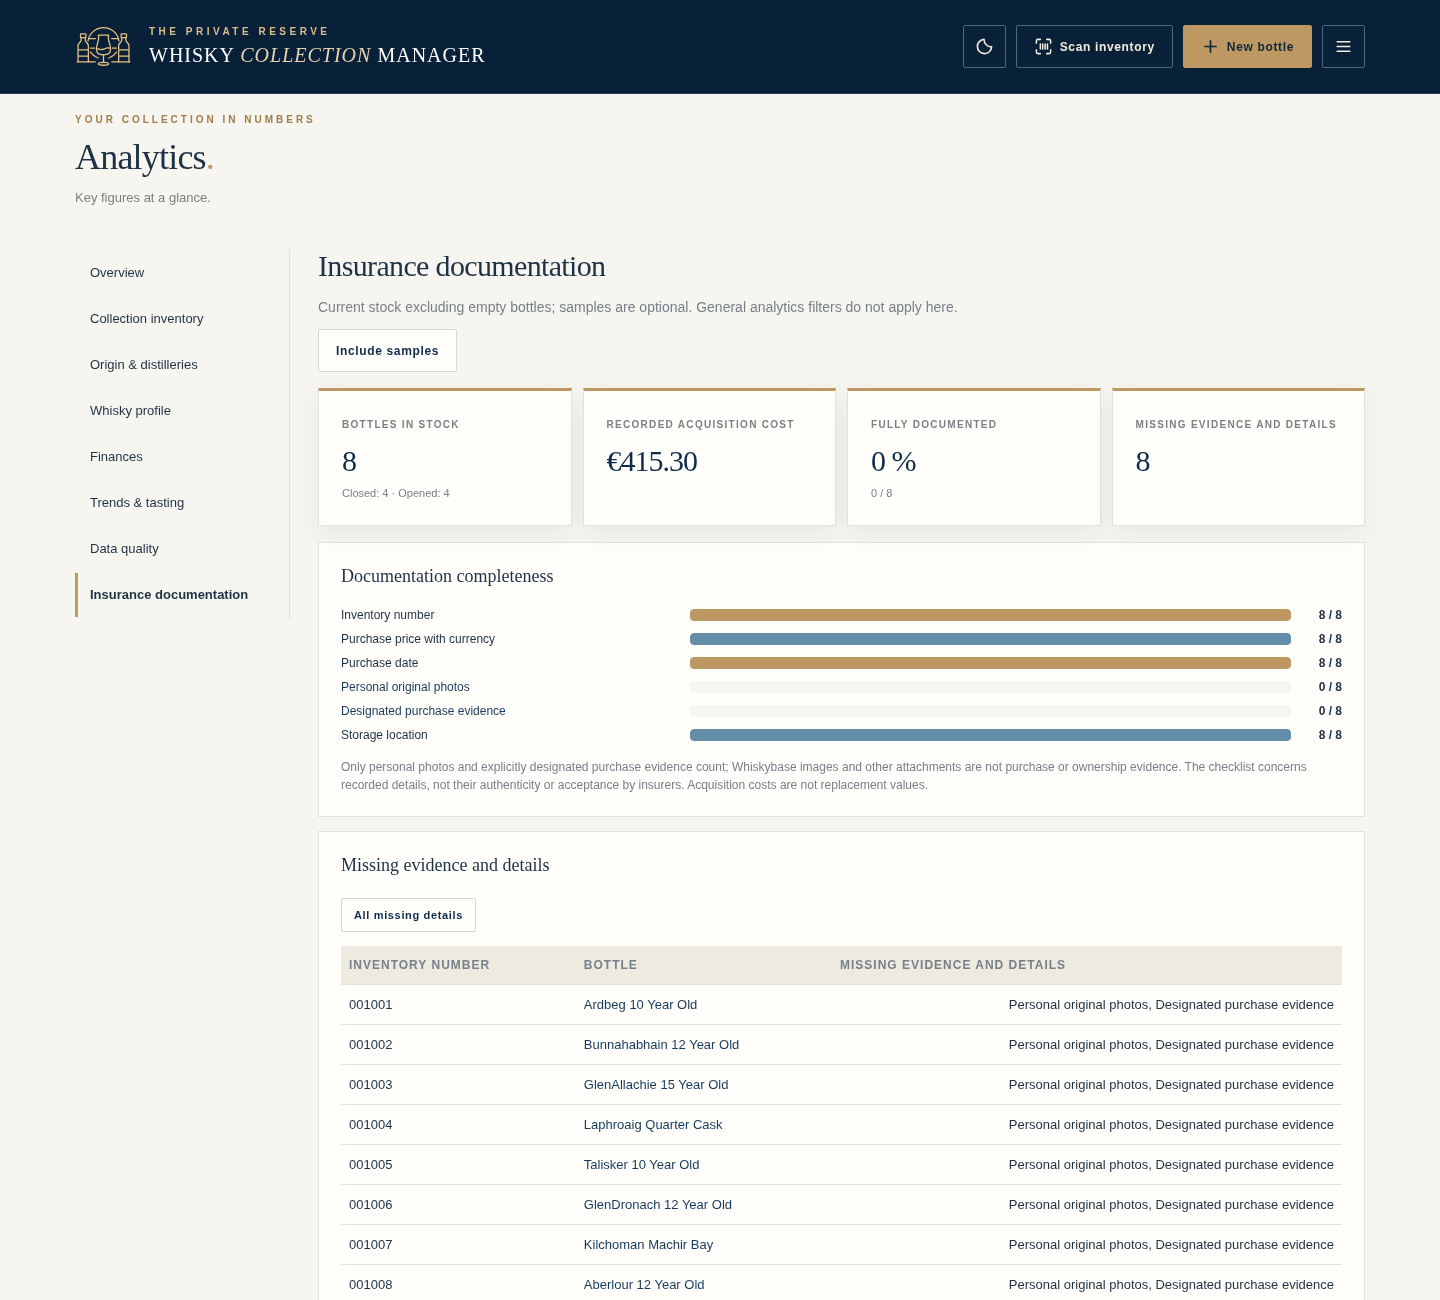 THE PRIVATE RESERVE
WHISKY COLLECTION MANAGER
Scan inventory
New bottle
YOUR COLLECTION IN NUMBERS
Analytics.
Key figures at a glance.
Overview
Collection inventory
Origin & distilleries
Whisky profile
Finances
Trends & tasting
Data quality
Insurance documentation
Insurance documentation
Current stock excluding empty bottles; samples are optional. General analytics filters do not apply here.
Include samples
BOTTLES IN STOCK
8
Closed: 4 · Opened: 4
RECORDED ACQUISITION COST
€415.30
FULLY DOCUMENTED
0 %
0 / 8
MISSING EVIDENCE AND DETAILS
8
Documentation completeness
Inventory number 8 / 8
Purchase price with currency 8 / 8
Purchase date 8 / 8
Personal original photos 0 / 8
Designated purchase evidence 0 / 8
Storage location 8 / 8
Only personal photos and explicitly designated purchase evidence count; Whiskybase images and other attachments are not purchase or ownership evidence. The checklist concerns
recorded details, not their authenticity or acceptance by insurers. Acquisition costs are not replacement values.
Missing evidence and details
All missing details
INVENTORY NUMBER BOTTLE MISSING EVIDENCE AND DETAILS
001001 Ardbeg 10 Year Old Personal original photos, Designated purchase evidence
001002 Bunnahabhain 12 Year Old Personal original photos, Designated purchase evidence
001003 GlenAllachie 15 Year Old Personal original photos, Designated purchase evidence
001004 Laphroaig Quarter Cask Personal original photos, Designated purchase evidence
001005 Talisker 10 Year Old Personal original photos, Designated purchase evidence
001006 GlenDronach 12 Year Old Personal original photos, Designated purchase evidence
001007 Kilchoman Machir Bay Personal original photos, Designated purchase evidence
001008 Aberlour 12 Year Old Personal original photos, Designated purchase evidence